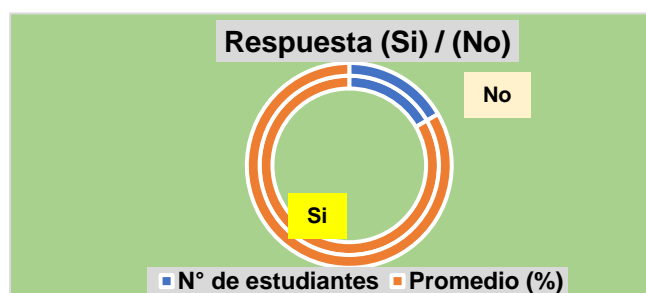 Respuesta (Si) / (No)
No
Si
N° de estudiantes Promedio (%)